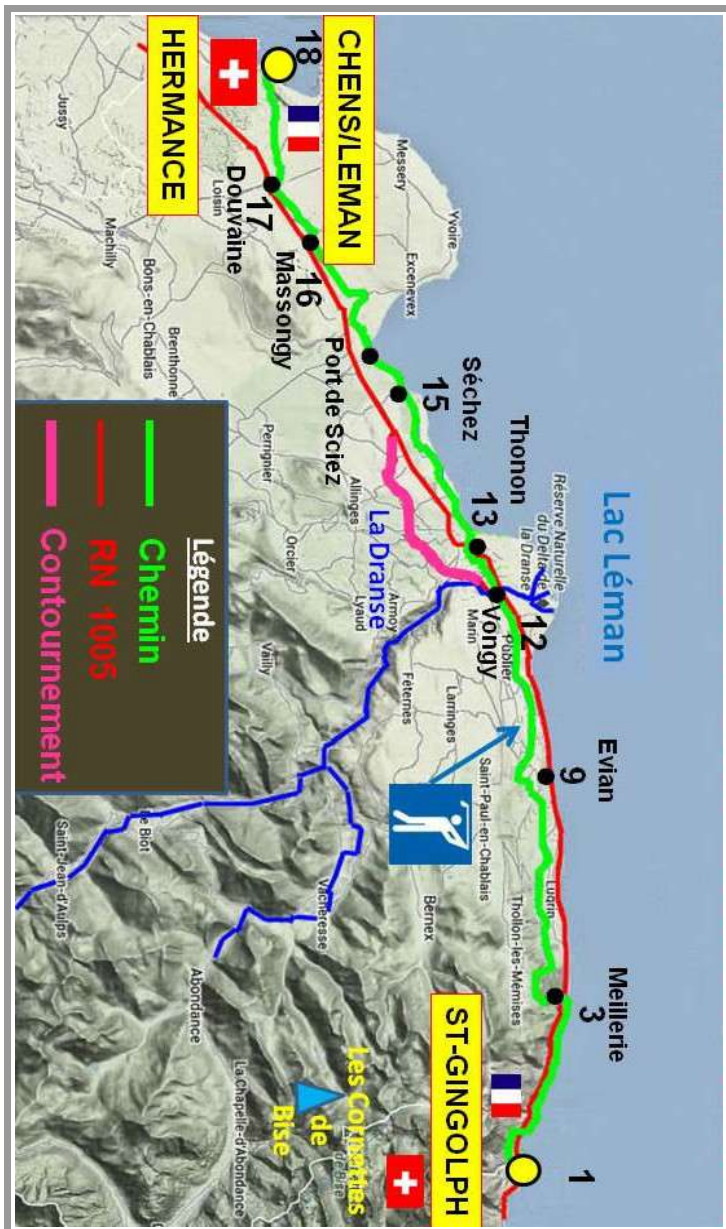 CHENS/LEMAN
18
HERMANCE
Jussy
Messery
Yvoire
Excenevex
Loisin
Douvaine
17
Machilly
Massongy
16
Bons-en-Chablais
Brenthonne
Port de Sciez
Séchez
15
Perrignier
Thonon
13
Allinges
Orcier
La Dranse
Armoy
Lyaud
Lac Léman
Réserve Naturelle
du Delta de
la Dranse
12
Vongy
Publier
Marin
Vailly
Féternes
Larringes
Evian
9
Saint-Paul-en-Chablais
Le Biot
Saint-Jean-d'Aulps
Vacheresse
Bernex
Lugrin
Thollon-les-Mémises
Meillerie
3
Abondance
La Chapelle-d'Abondance
ST-GINGOLPH
1
Les Cornettes
de
Bise
de Bise
Légende
Chemin
RN 1005
Contournement